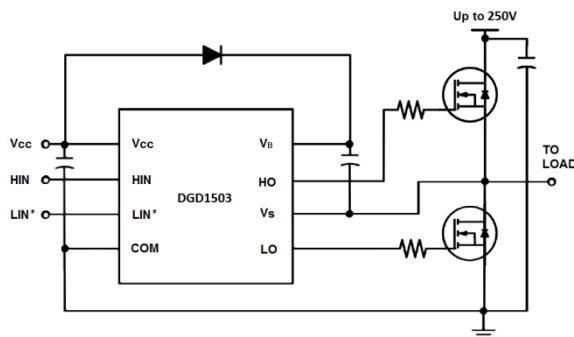 Up to 250V
Vcc
Vcc
VB
HIN
HIN
HO
TO
LOAD
DGD1503
LIN*
LIN*
Vs
COM
LO